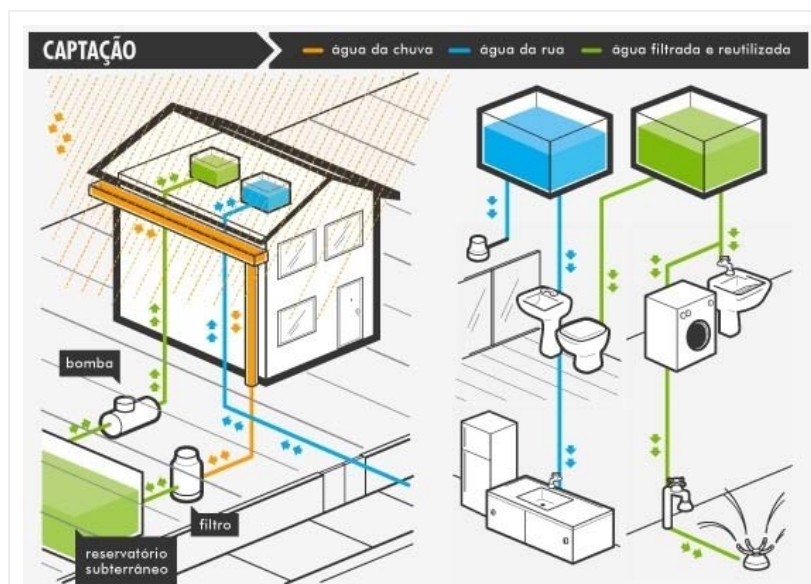 CAPTAÇÃO
água da chuva
água da rua
água filtrada e reutilizada
bomba
filtro
reservatório
subterrâneo